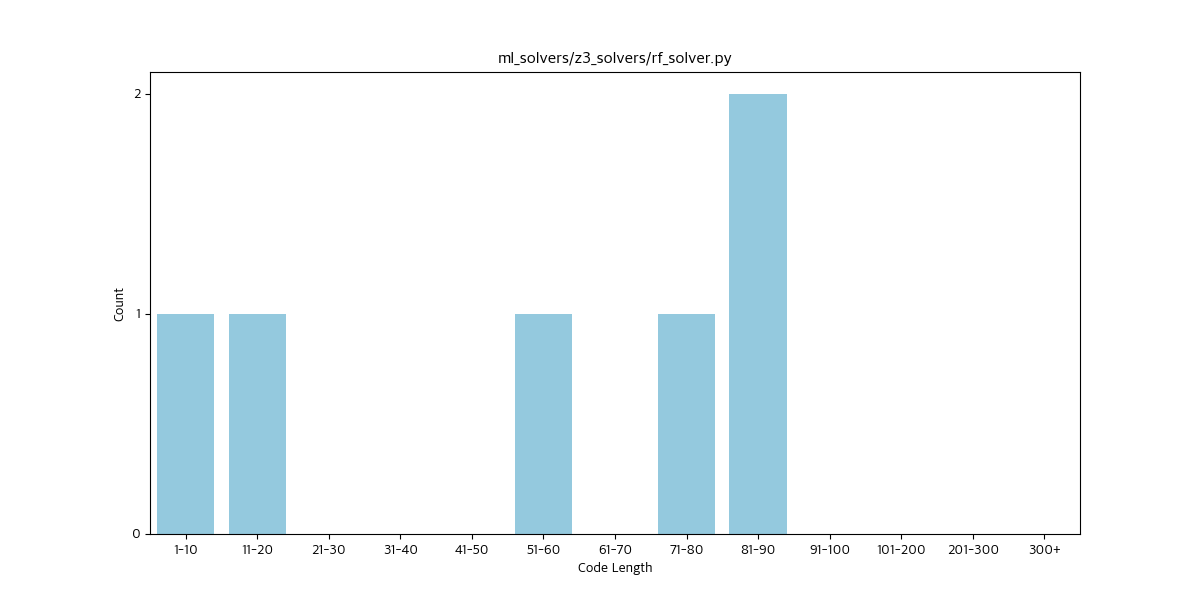 ml_solvers/z3_solvers/rf_solver.py
Count
2
1
0
1-10 11-20 21-30 31-40 41-50 51-60 61-70 71-80 81-90 91-100 101-200 201-300 300+
Code Length